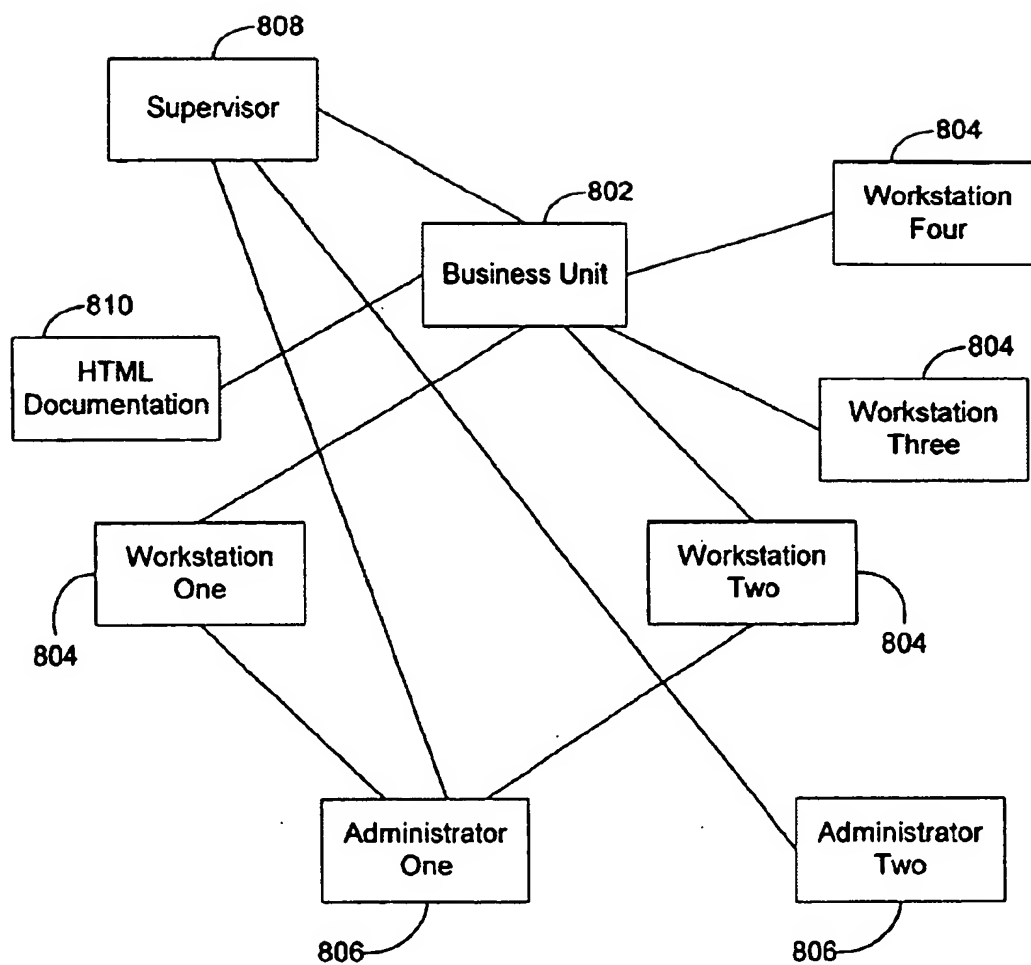 808
Supervisor
804
Workstation
Four
802
Business Unit
810
HTML
Documentation
804
Workstation
Three
Workstation
One
804
Workstation
Two
804
Administrator
One
806
Administrator
Two
806